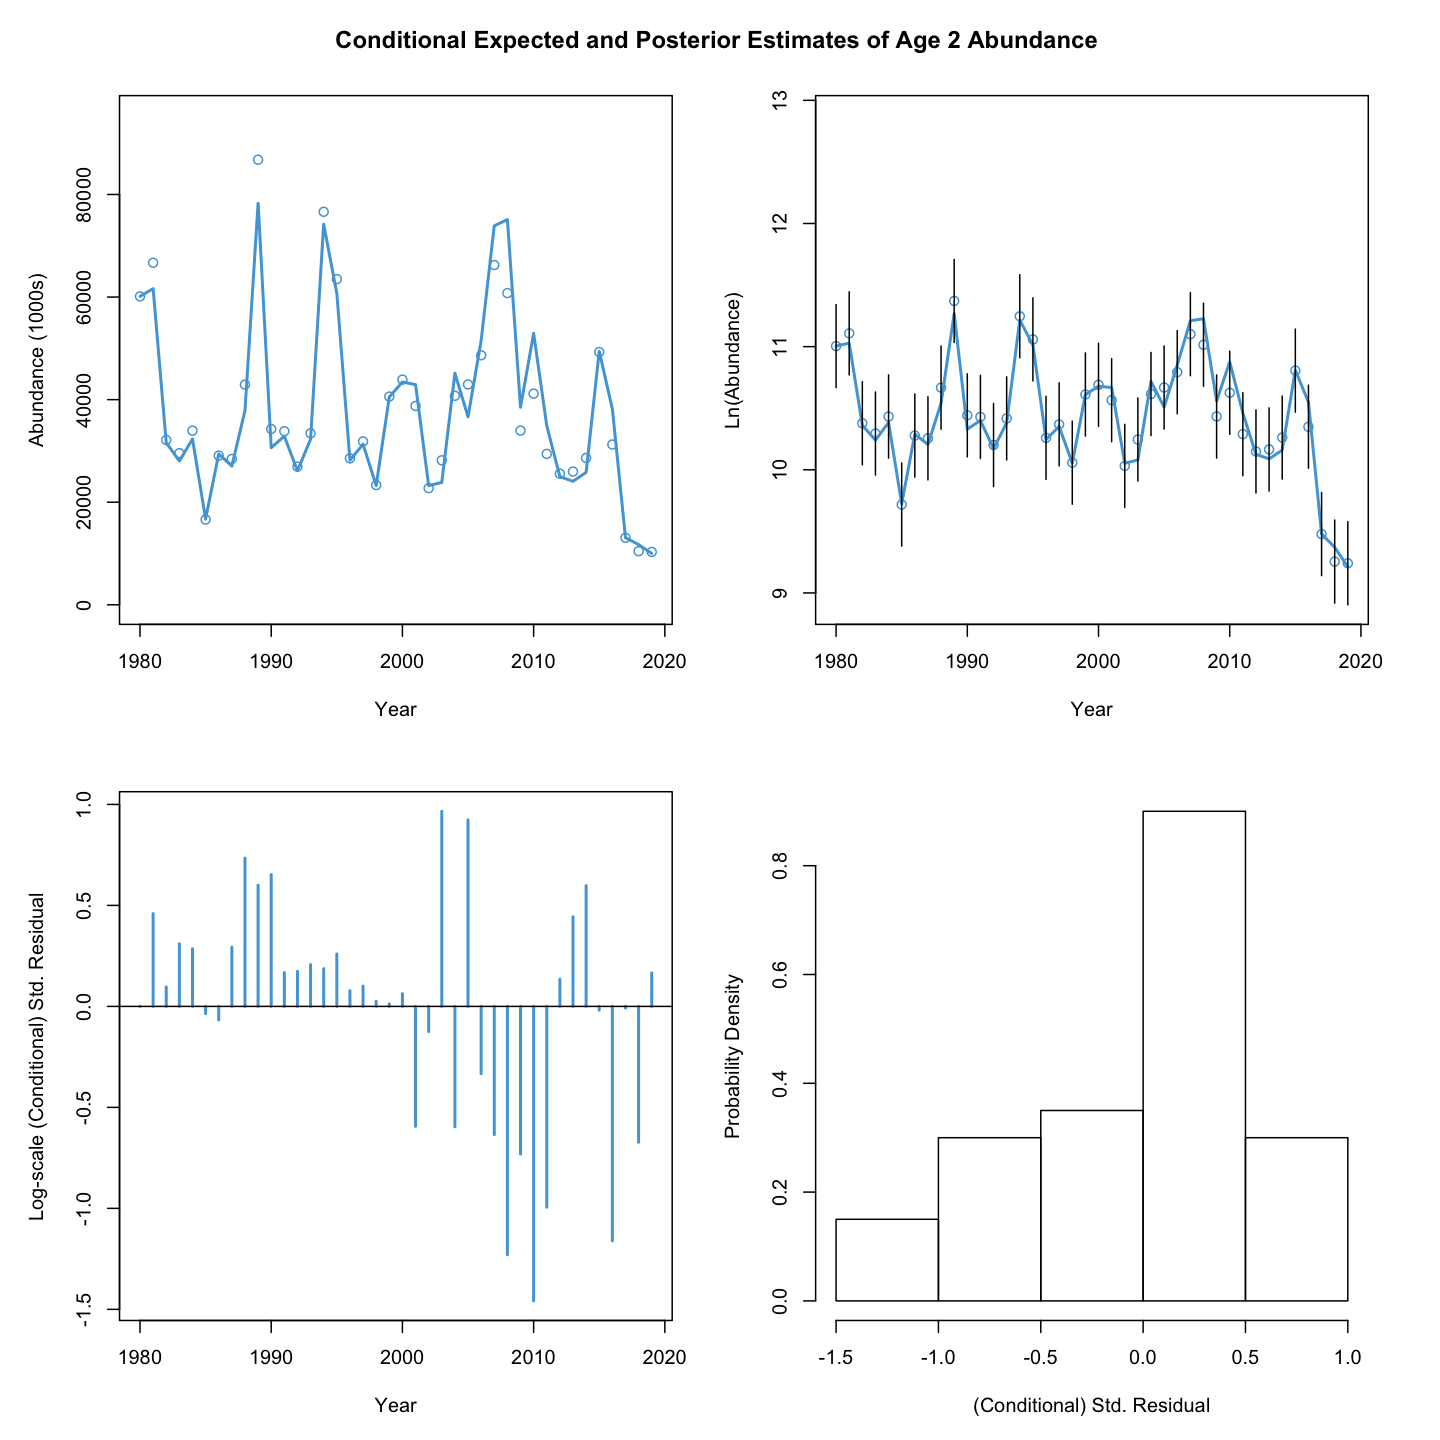 Conditional Expected and Posterior Estimates of Age 2 Abundance
Abundance (1000s)
80000
60000
40000
20000
0
1980 1990 2000 2010 2020
Year
Ln(Abundance)
13
12
11
10
9
1980 1990 2000 2010 2020
Year
Log-scale (Conditional) Std. Residual
1.0
0.5
0.0
-0.5
-1.0
-1.5
1980 1990 2000 2010 2020
Year
Probability Density
0.8
0.6
0.4
0.2
0.0
-1.5 -1.0 -0.5 0.0 0.5 1.0
(Conditional) Std. Residual